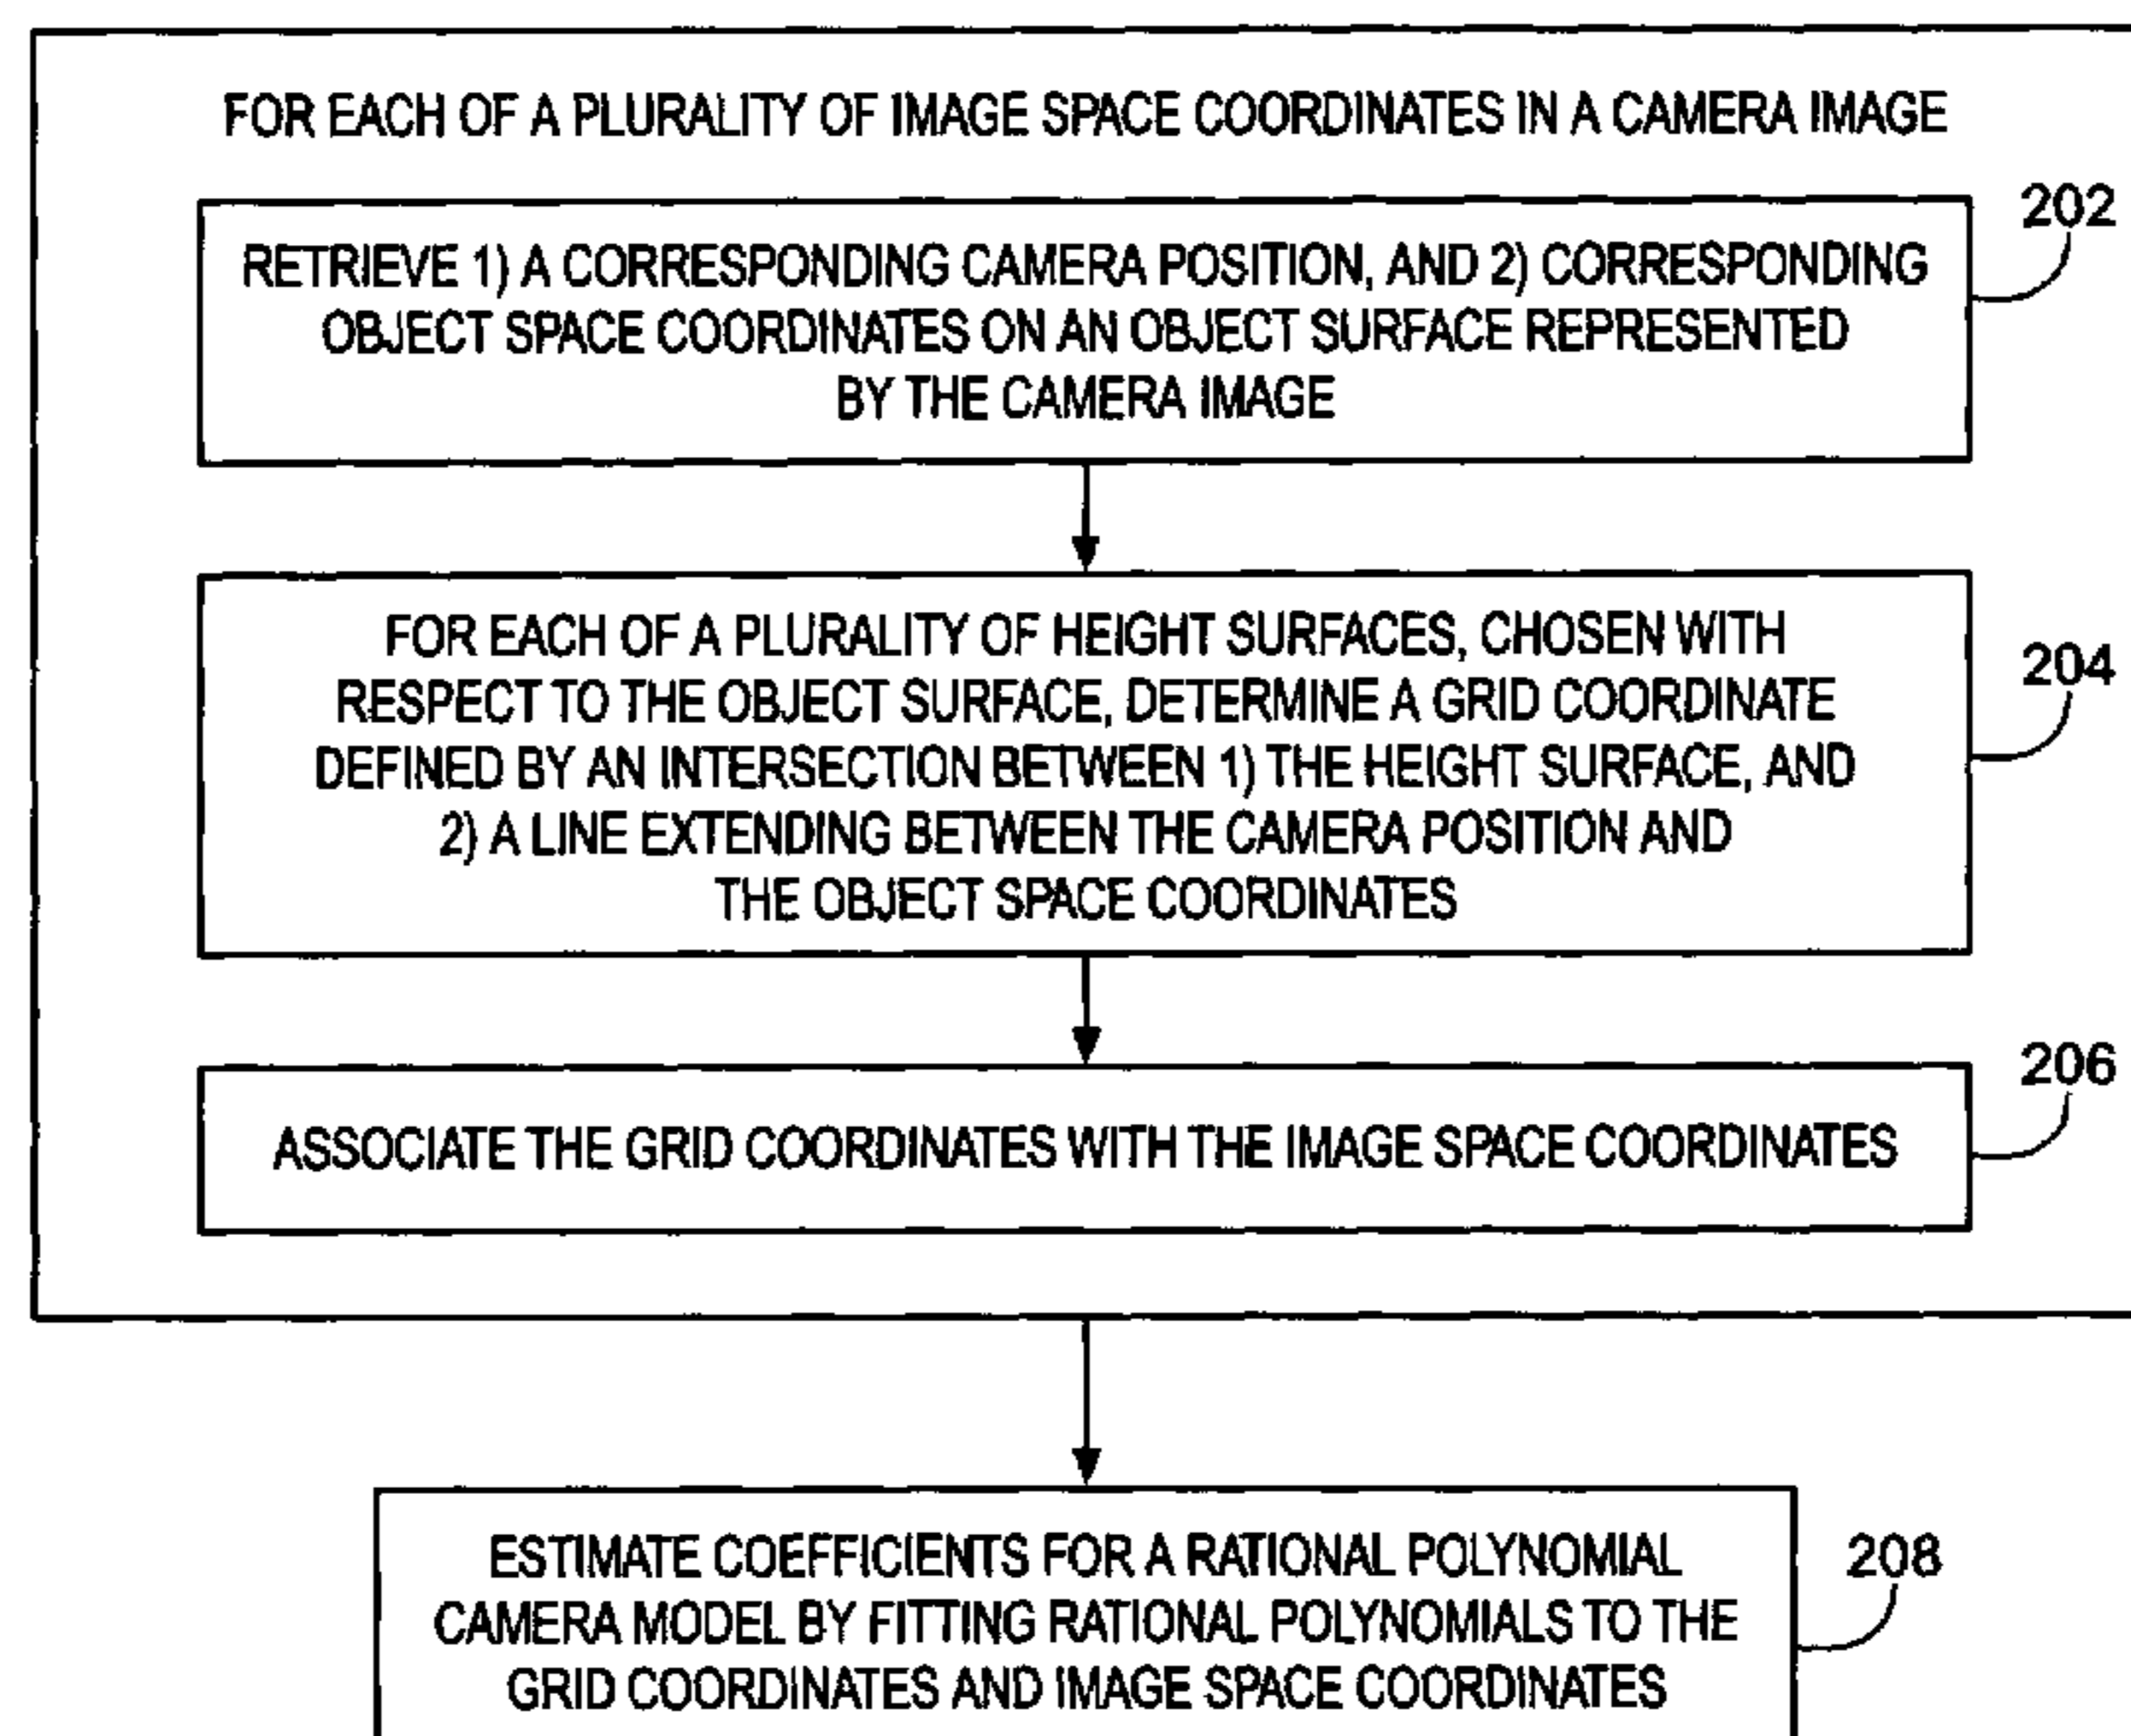 FOR EACH OF A PLURALITY OF IMAGE SPACE COORDINATES IN A CAMERA IMAGE
202
RETRIEVE 1) A CORRESPONDING CAMERA POSITION, AND 2) CORRESPONDING
OBJECT SPACE COORDINATES ON AN OBJECT SURFACE REPRESENTED
BY THE CAMERA IMAGE
204
FOR EACH OF A PLURALITY OF HEIGHT SURFACES, CHOSEN WITH
RESPECT TO THE OBJECT SURFACE, DETERMINE A GRID COORDINATE
DEFINED BY AN INTERSECTION BETWEEN 1) THE HEIGHT SURFACE, AND
2) A LINE EXTENDING BETWEEN THE CAMERA POSITION AND
THE OBJECT SPACE COORDINATES
206
ASSOCIATE THE GRID COORDINATES WITH THE IMAGE SPACE COORDINATES
208
ESTIMATE COEFFICIENTS FOR A RATIONAL POLYNOMIAL
CAMERA MODEL BY FITTING RATIONAL POLYNOMIALS TO THE
GRID COORDINATES AND IMAGE SPACE COORDINATES